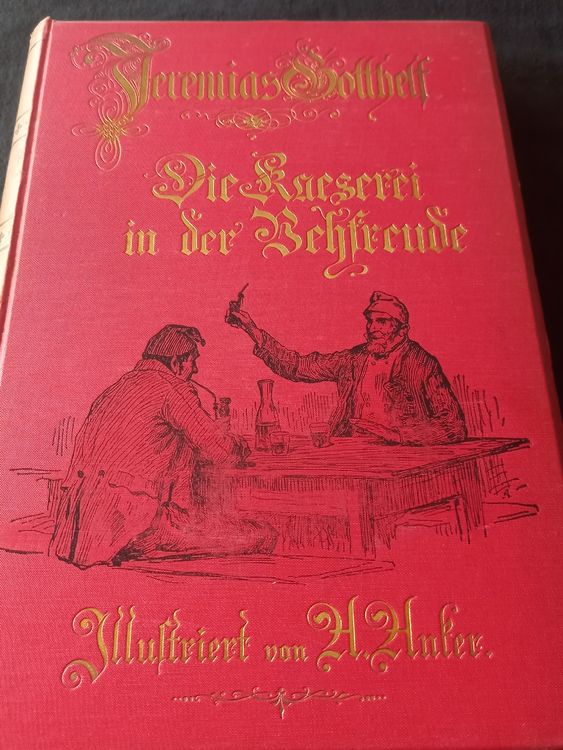 Jeremias Gotthelf
Die Kaeserei
in der Vehfreude
Illustriert von A. Anker.